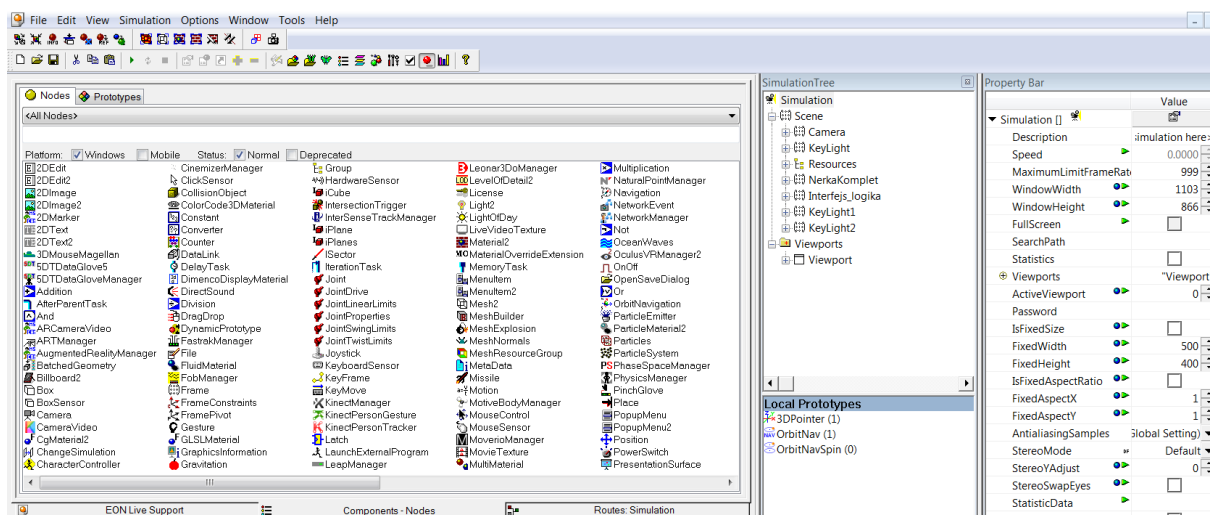 File Edit View Simulation Options Window Tools Help
Nodes Prototypes
<All Nodes>
Platform: Windows Mobile Status: Normal Deprecated
2DEdit
2DEdit2
2DImage
2DImage2
2DMarker
2DText
2DText2
3DMouseMagellan
5DTDataGlove5
5DTDataGloveManager
Addition
AfterParentTask
And
ARCameraVideo
ARTManager
AugmentedRealityManager
BatchedGeometry
Billboard2
Box
BoxSensor
Camera
CameraVideo
CgMaterial2
ChangeSimulation
CharacterController
CinemizerManager
ClickSensor
CollisionObject
ColorCode3DMaterial
Constant
Converter
Counter
DataLink
DelayTask
DimencoDisplayMaterial
DirectSound
Division
DragDrop
DynamicPrototype
FastrakManager
File
FluidMaterial
FobManager
Frame
FrameConstraints
FramePivot
Gesture
GLSLMaterial
GraphicsInformation
Gravitation
Group
HardwareSensor
iCube
IntersectionTrigger
InterSenseTrackManager
iPlane
iPlanes
ISector
IterationTask
Joint
JointDrive
JointLinearLimits
JointProperties
JointSwingLimits
JointTwistLimits
Joystick
KeyboardSensor
KeyFrame
KeyMove
KinectManager
KinectPersonGesture
KinectPersonTracker
Latch
LaunchExternalProgram
LeapManager
Leonar3DoManager
LevelOfDetail2
License
Light2
LightOfDay
LiveVideoTexture
Material2
MaterialOverrideExtension
MemoryTask
MenuItem
MenuItem2
Mesh2
MeshBuilder
MeshExplosion
MeshNormals
MeshResourceGroup
MetaData
Missile
Motion
MotiveBodyManager
MouseControl
MouseSensor
MoverioManager
MovieTexture
MultiMaterial
Multiplication
NaturalPointManager
Navigation
NetworkEvent
NetworkManager
Not
OceanWaves
OculusVRManager2
OnOff
OpenSaveDialog
Or
OrbitNavigation
ParticleEmitter
ParticleMaterial2
Particles
ParticleSystem
PhaseSpaceManager
PhysicsManager
PinchGlove
Place
PopupMenu
PopupMenu2
Position
PowerSwitch
PresentationSurface
EON Live Support Components - Nodes Routes: Simulation
SimulationTree
Simulation
Scene
Camera
KeyLight
Resources
NerkaKomplet
Interfejs_logika
KeyLight1
KeyLight2
Viewports
Viewport
Local Prototypes
3DPointer (1)
OrbitNav (1)
OrbitNavSpin (0)
Property Bar
Value
Simulation []
Description simulation here>
Speed 0.0000
MaximumLimitFrameRat 999
WindowWidth 1103
WindowHeight 866
FullScreen
SearchPath
Statistics
Viewports "Viewport
ActiveViewport 0
Password
IsFixedSize
FixedWidth 500
FixedHeight 400
IsFixedAspectRatio
FixedAspectX 1
FixedAspectY 1
AntialiasingSamples Global Setting)
StereoMode Default
StereoYAdjust 0
StereoSwapEyes
StatisticData